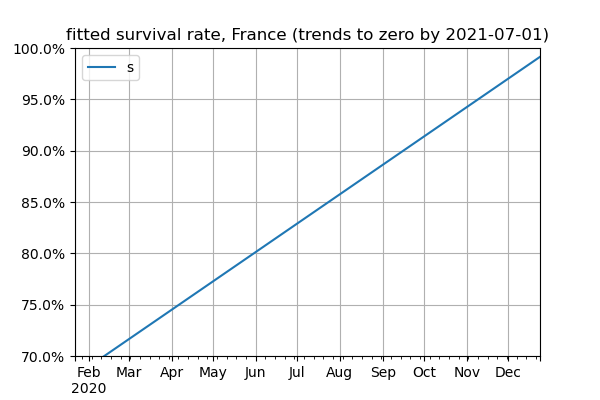 fitted survival rate, France (trends to zero by 2021-07-01)
100.0%
s
95.0%
90.0%
85.0%
80.0%
75.0%
70.0%
Feb Mar Apr May Jun Jul Aug Sep Oct Nov Dec
2020